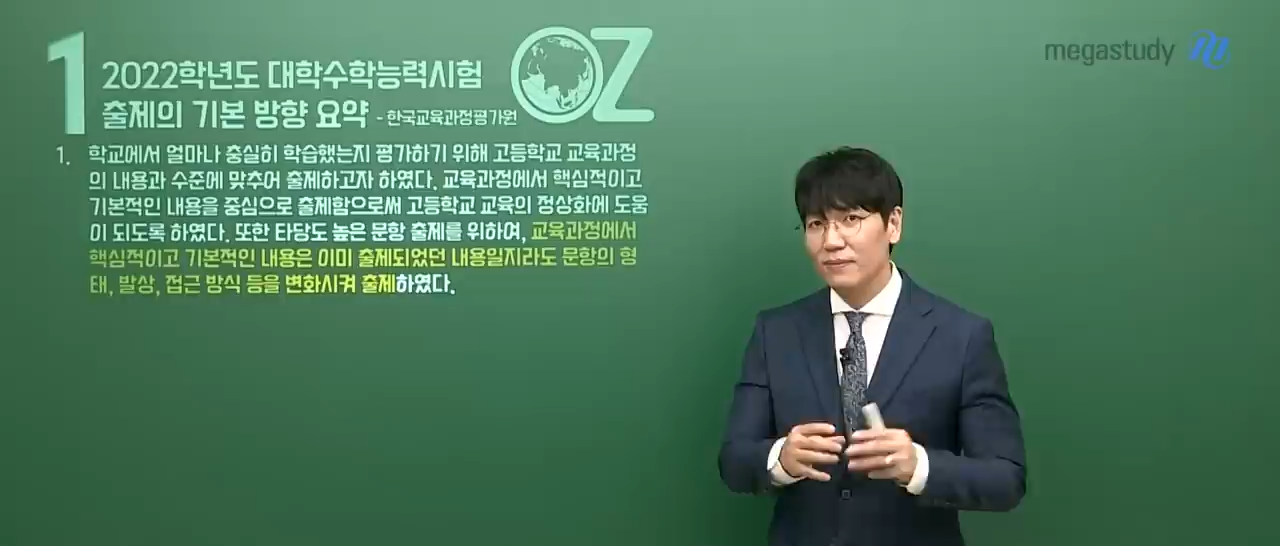 1
2022학년도 대학수학능력시험
출제의 기본 방향 요약 - 한국교육과정평가원
OZ
megastudy
1. 학교에서 얼마나 충실히 학습했는지 평가하기 위해 고등학교 교육과정
의 내용과 수준에 맞추어 출제하고자 하였다. 교육과정에서 핵심적이고
기본적인 내용을 중심으로 출제함으로써 고등학교 교육의 정상화에 도움
이 되도록 하였다. 또한 타당도 높은 문항 출제를 위하여, 교육과정에서
핵심적이고 기본적인 내용은 이미 출제되었던 내용일지라도 문항의 형
태, 발상, 접근 방식 등을 변화시켜 출제하였다.